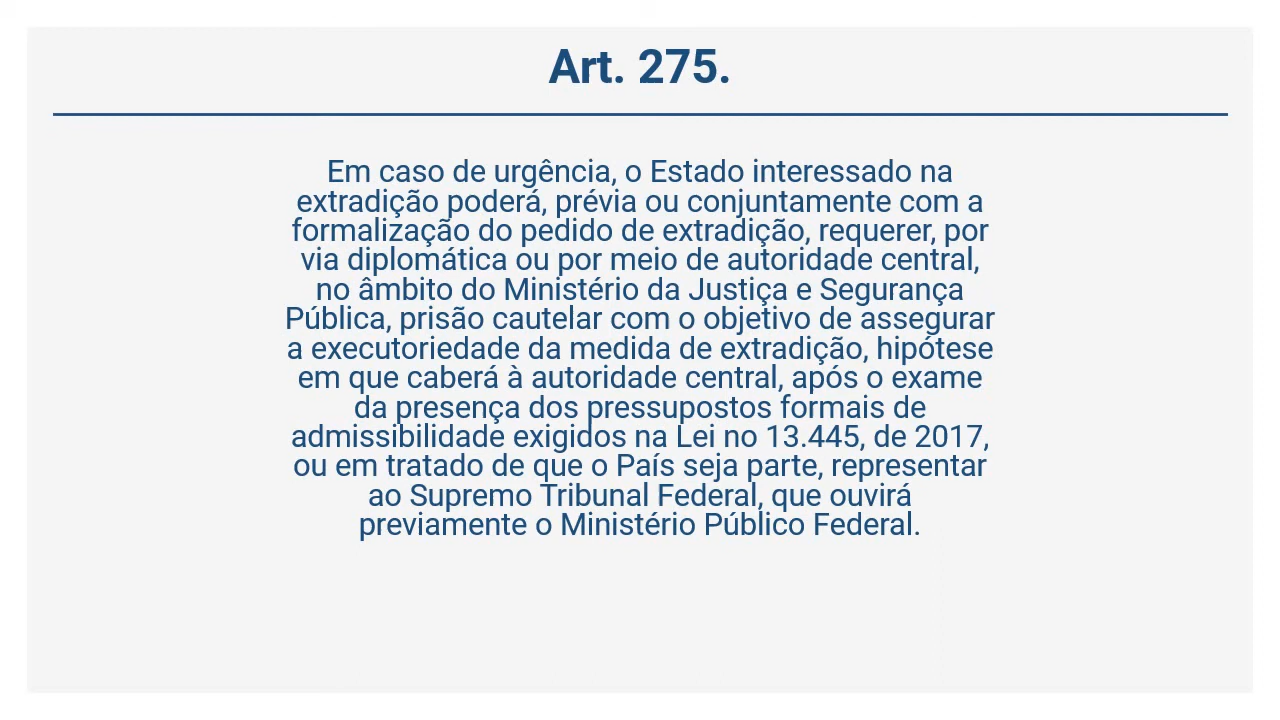 Art. 275.
Em caso de urgência, o Estado interessado na
extradição poderá, prévia ou conjuntamente com a
formalização do pedido de extradição, requerer, por
via diplomática ou por meio de autoridade central,
no âmbito do Ministério da Justiça e Segurança
Pública, prisão cautelar com o objetivo de assegurar
a executoriedade da medida de extradição, hipótese
em que caberá à autoridade central, após o exame
da presença dos pressupostos formais de
admissibilidade exigidos na Lei no 13.445, de 2017,
ou em tratado de que o País seja parte, representar
ao Supremo Tribunal Federal, que ouvirá
previamente o Ministério Público Federal.